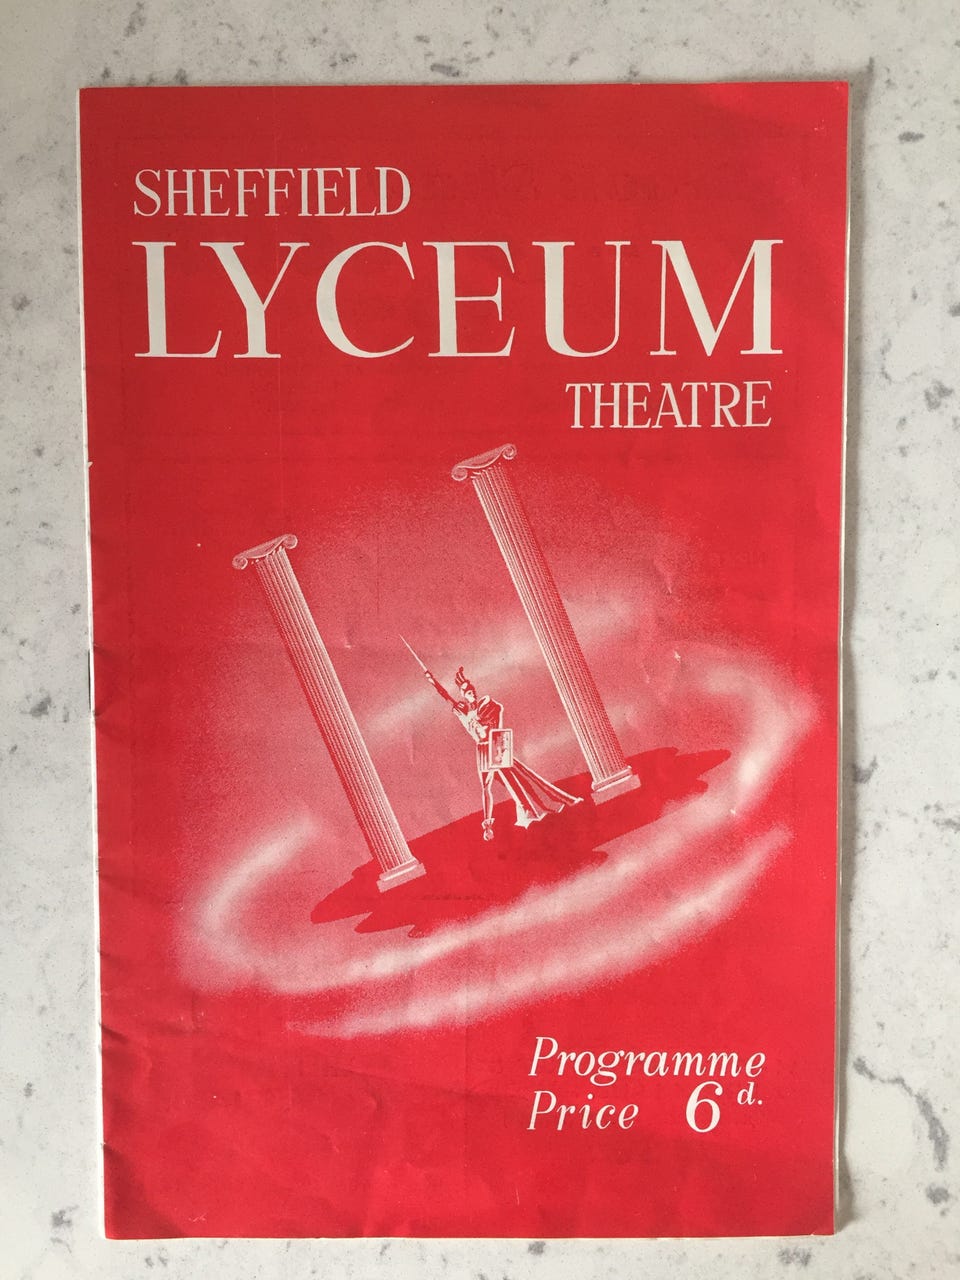 SHEFFIELD
LYCEUM
THEATRE
Programme
Price 6d.